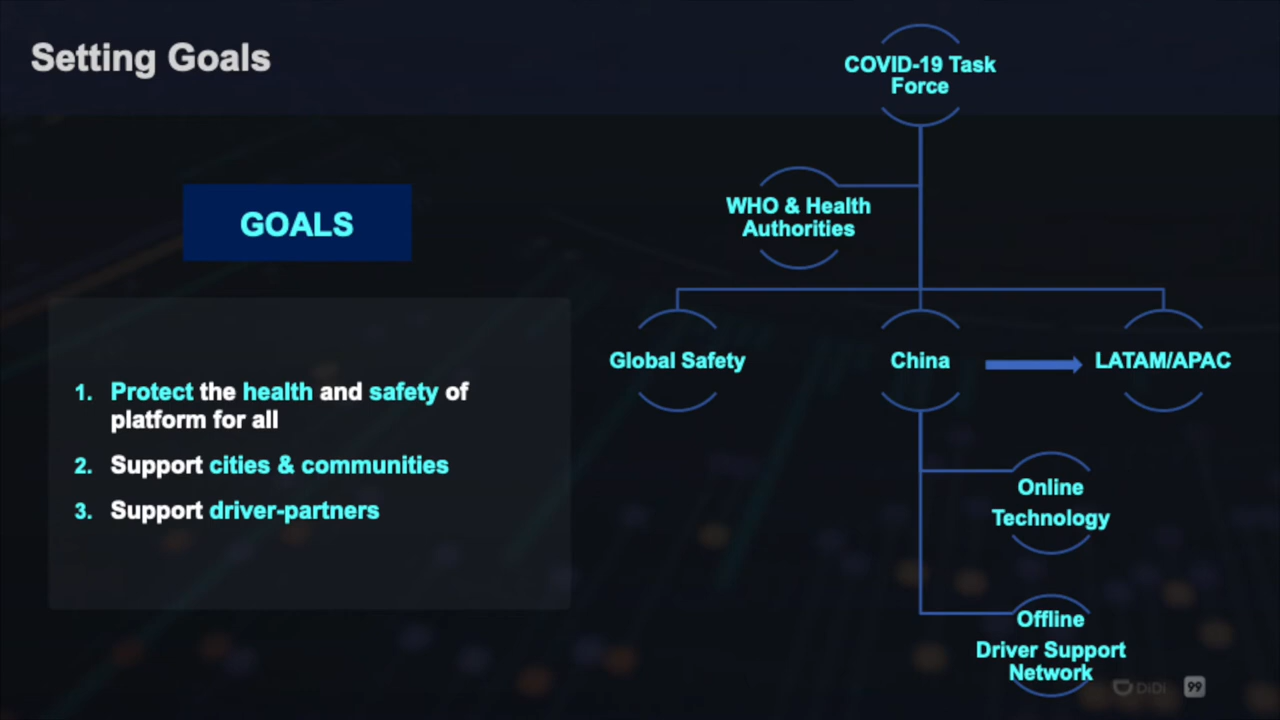 Setting Goals
COVID-19 Task
Force
WHO & Health
Authorities
GOALS
Global Safety
China
LATAM/APAC
1. Protect the health and safety of
platform for all
2. Support cities & communities
3. Support driver-partners
Online
Technology
Offline
Driver Support
Network
DiDi 99